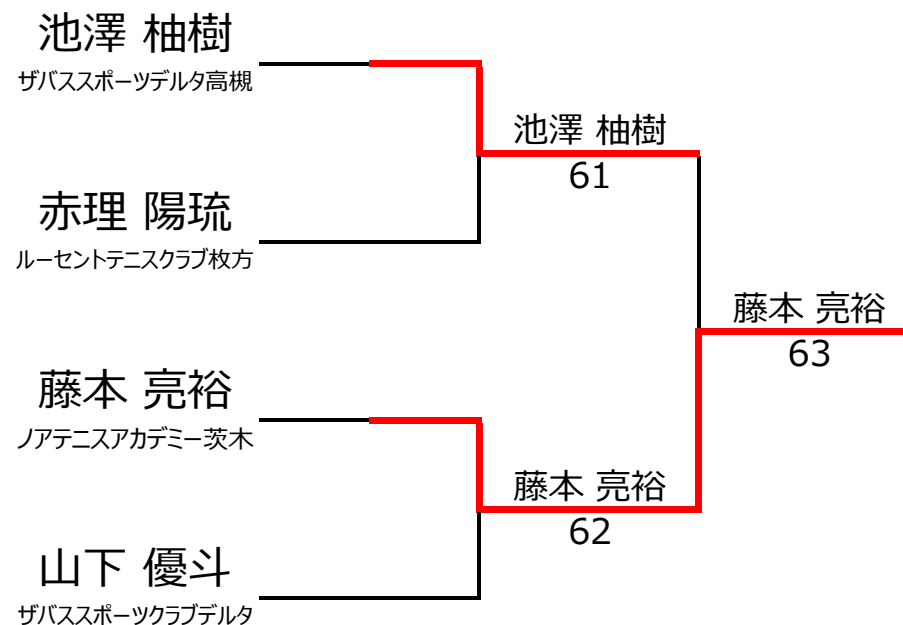 池澤 柚樹
ザバススポーツデルタ高槻
池澤 柚樹
61
赤理 陽琉
ルーセントテニスクラブ枚方
藤本 亮裕
63
藤本 亮裕
ノアテニスアカデミー茨木
藤本 亮裕
62
山下 優斗
ザバススポーツクラブデルタ